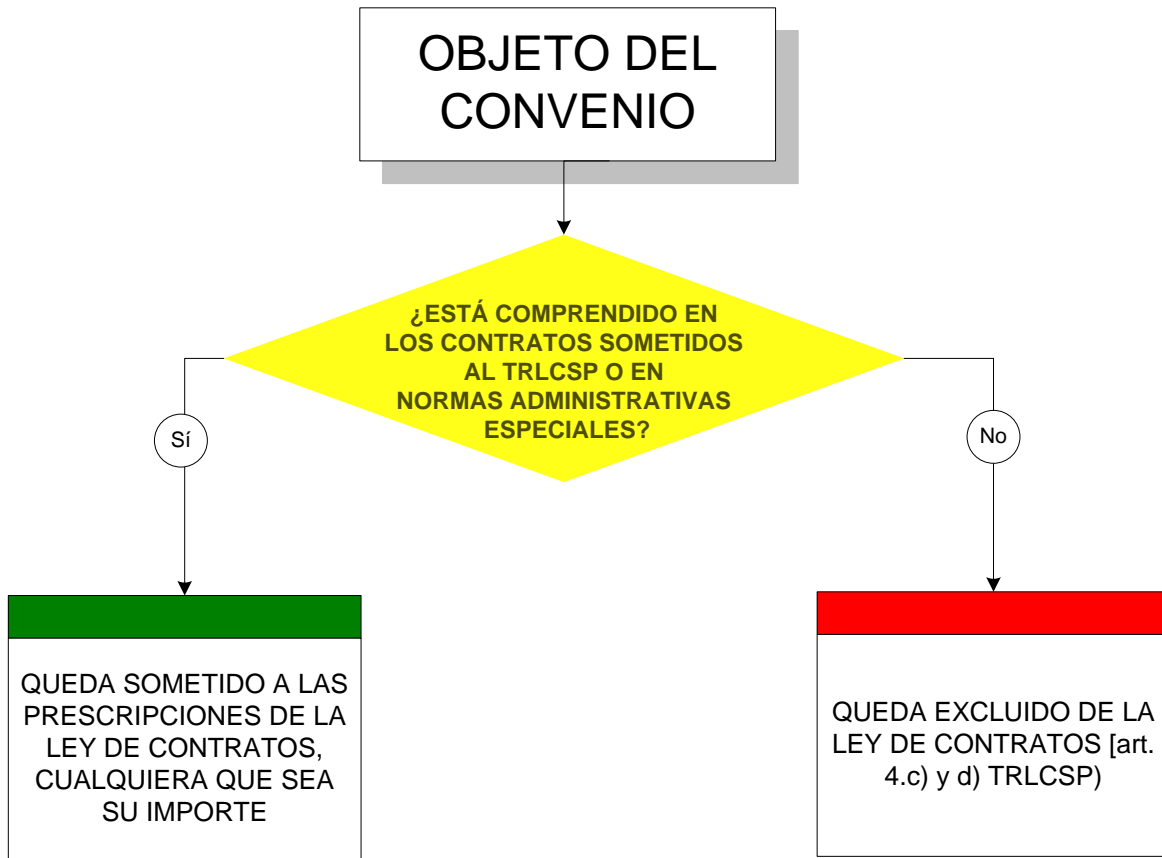 OBJETO DEL
CONVENIO
¿ESTÁ COMPRENDIDO EN
LOS CONTRATOS SOMETIDOS
AL TRLCSP O EN
NORMAS ADMINISTRATIVAS
ESPECIALES?
Sí
No
QUEDA SOMETIDO A LAS
PRESCRIPCIONES DE LA
LEY DE CONTRATOS,
CUALQUIERA QUE SEA
SU IMPORTE
QUEDA EXCLUIDO DE LA
LEY DE CONTRATOS [art.
4.c) y d) TRLCSP)